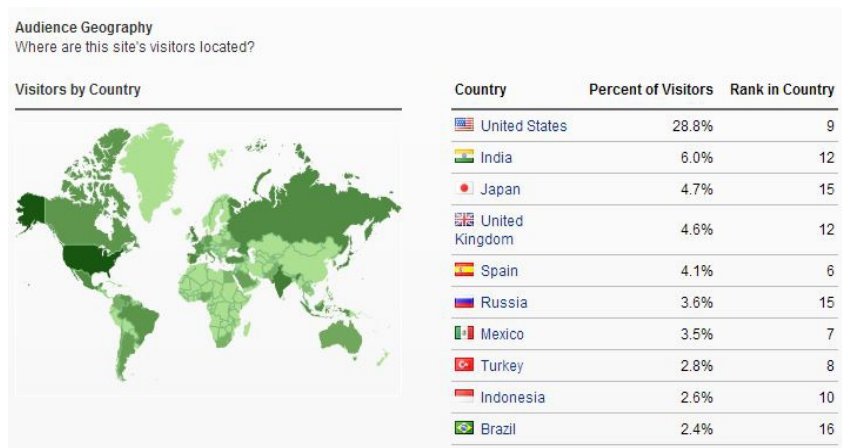 Audience Geography
Where are this site's visitors located?
Visitors by Country
Country Percent of Visitors Rank in Country
United States 28.8% 9
India 6.0% 12
Japan 4.7% 15
United
Kingdom 4.6% 12
Spain 4.1% 6
Russia 3.6% 15
Mexico 3.5% 7
Turkey 2.8% 8
Indonesia 2.6% 10
Brazil 2.4% 16